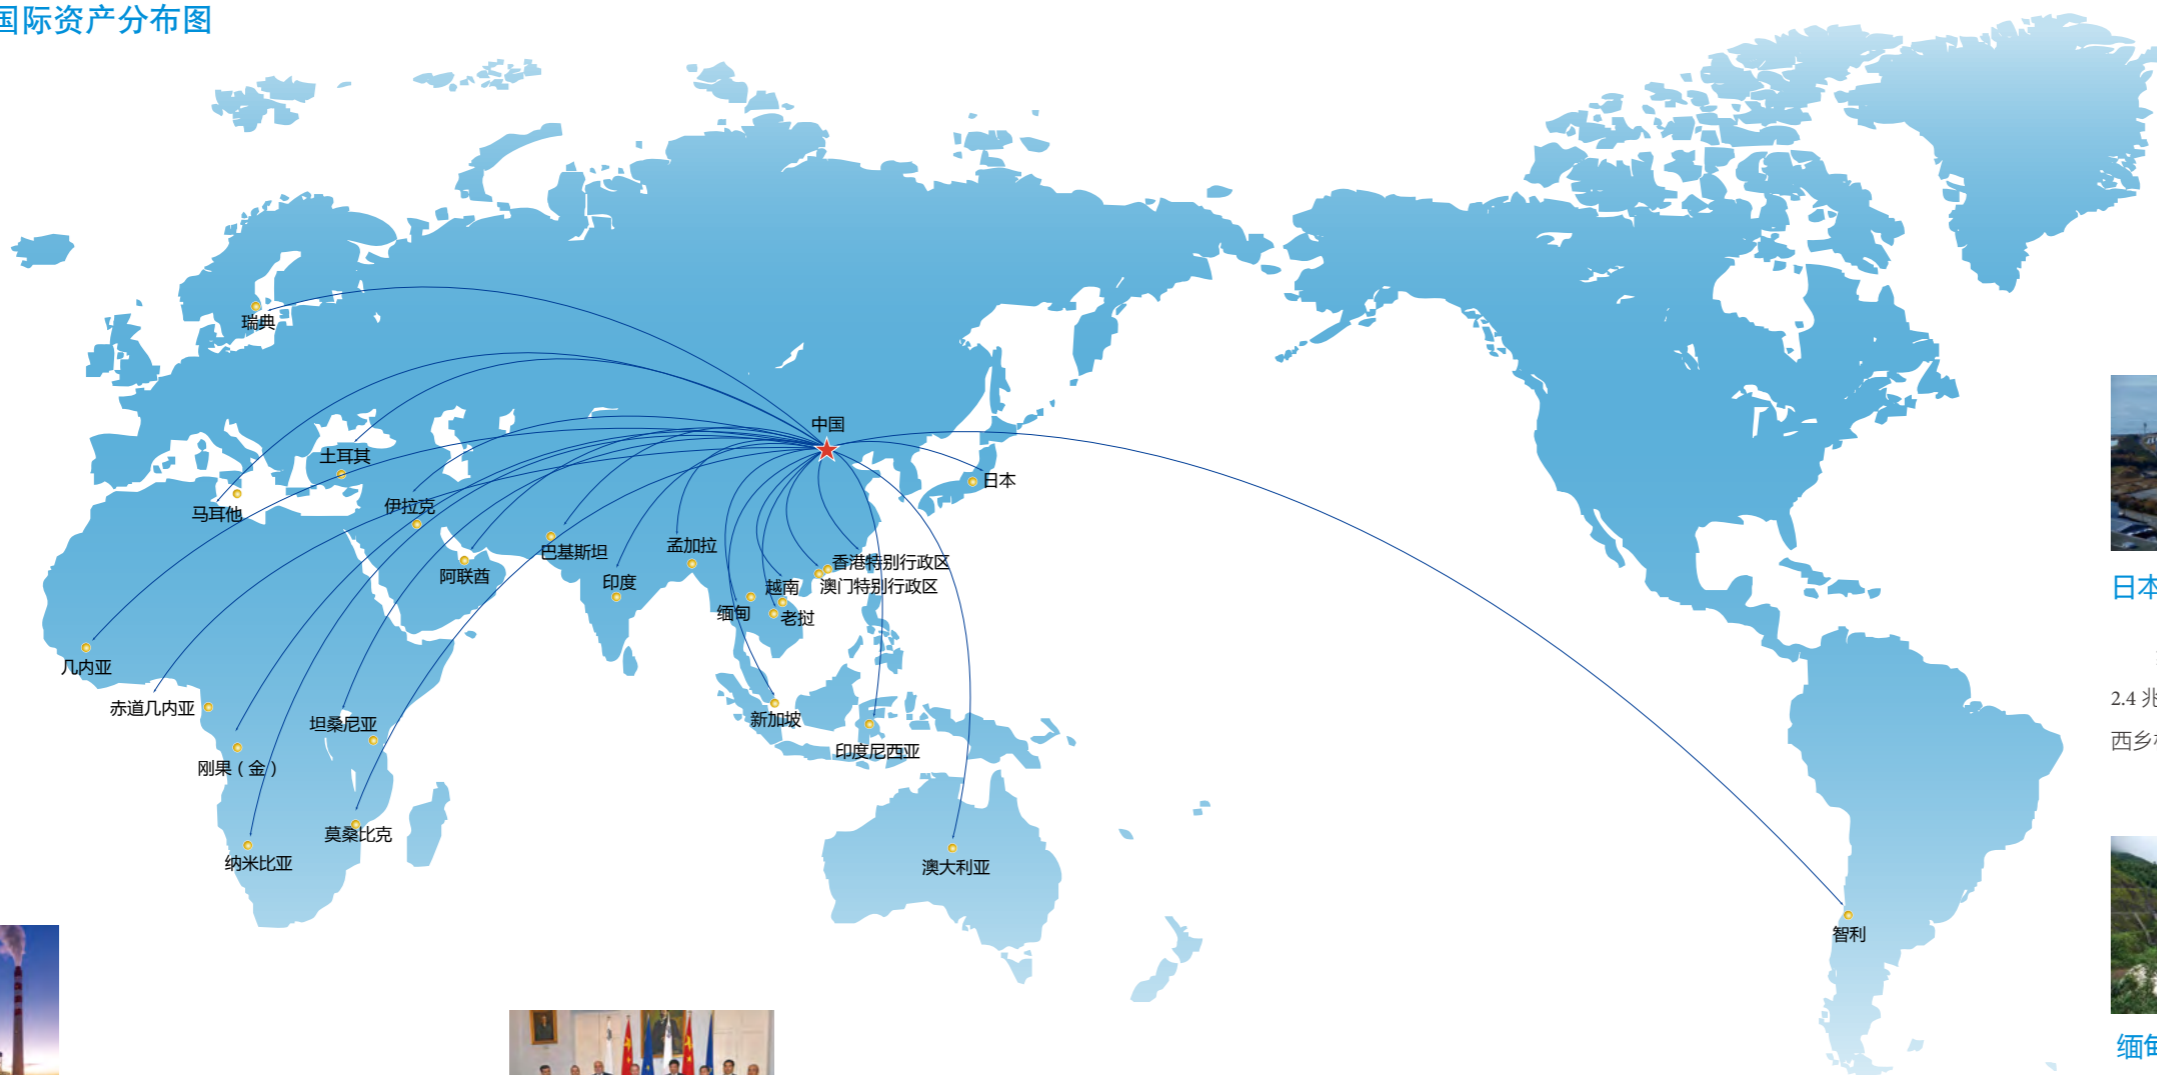 国际资产分布图
瑞典
中国
土耳其
日本
马耳他
伊拉克
巴基斯坦
孟加拉
香港特别行政区
阿联酋
印度
越南
澳门特别行政区
缅甸
老挝
几内亚
赤道几内亚
坦桑尼亚
新加坡
印度尼西亚
刚果（金）
莫桑比克
纳米比亚
澳大利亚
智利
日本
2.4 兆
西乡
缅甸